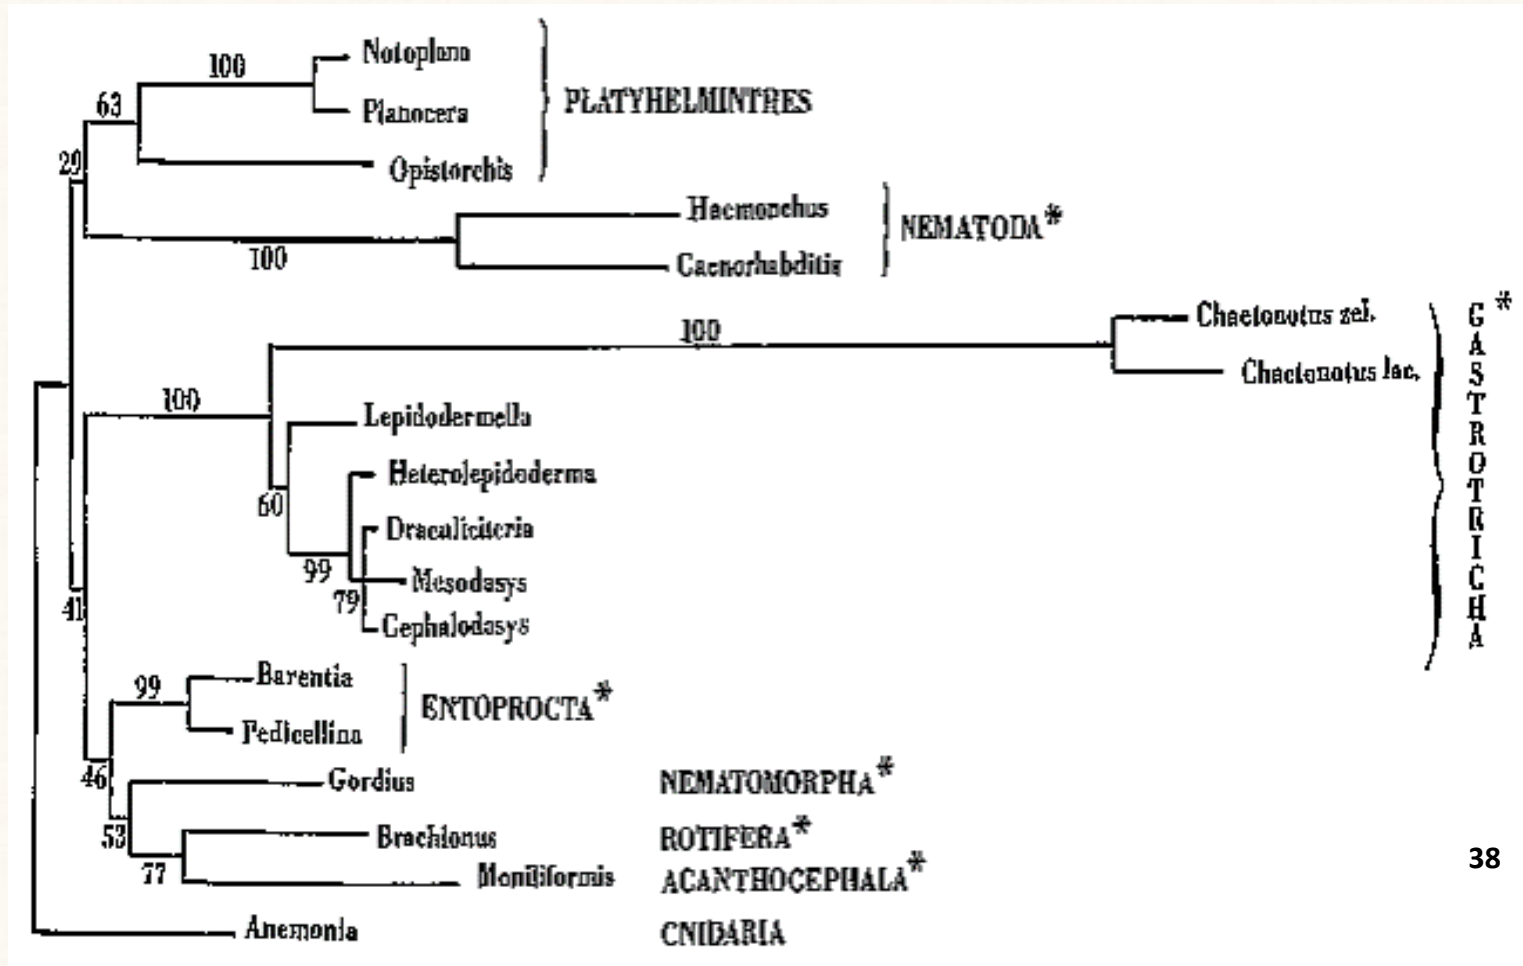 100
Notoplana
63
Planocera
PLATYHELMINTRES
29
Opistorchis
Haemonchus
NEMATODA*
100
Caenorhabditis
Chaetonotus zel.
100
Chaetonotus lac.
GASTROTRICHA*
100
Lepidodermella
Heterolepidoderma
60
Draculiciteria
99
Mesodasys
79
Cephalodasys
41
Barentia
99
ENTOPROCTA*
Pedicellina
46
Gordius
NEMATOMORPHA*
53
Brachionus
ROTIFERA*
77
Moniliformis
ACANTHOCEPHALA*
38
Anemonia
CNIDARIA